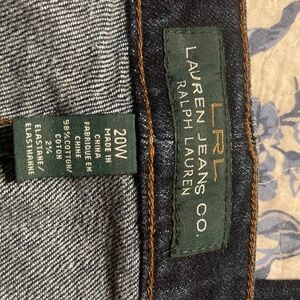 LRL
LAUREN JEANS CO.
RALPH LAUREN
20W
MADE IN
CHINA
FABRIQUE EN
CHINE
98% COTTON/
COTON
2%
ELASTANE/
ELASTHANNE